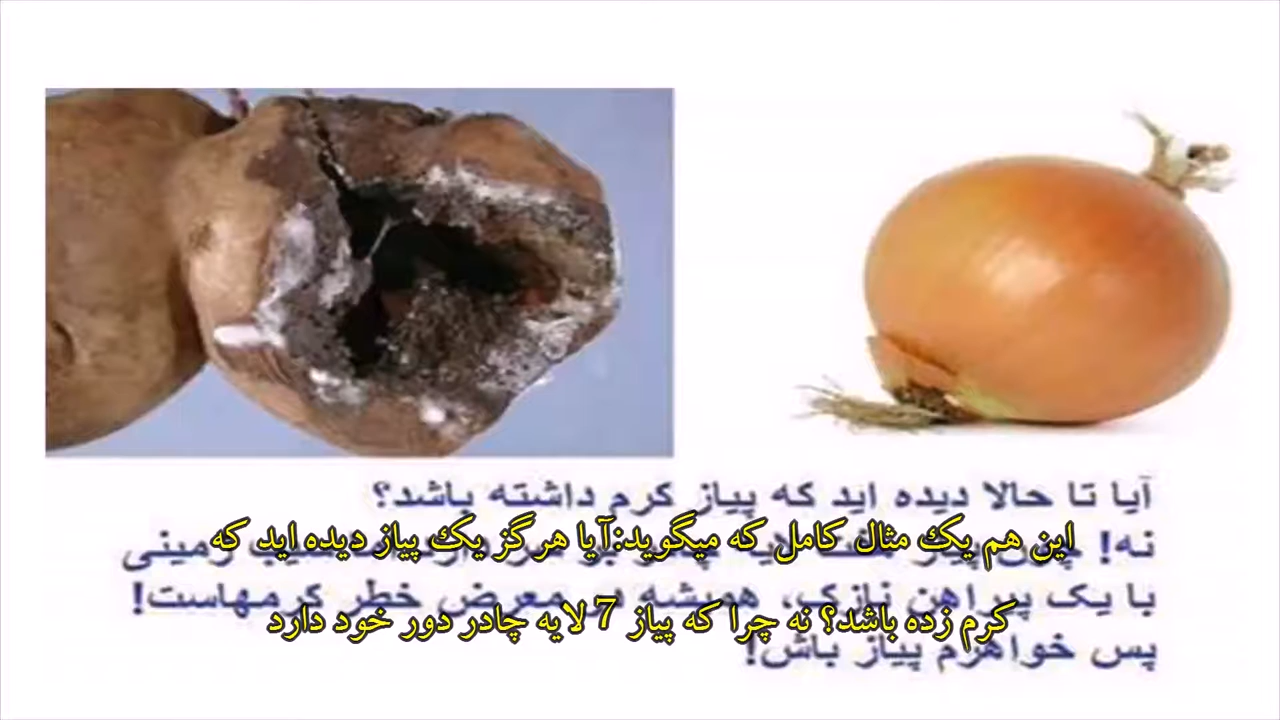 آیا تا حالا دیده اید که پیاز کرم داشته باشد؟
این هم یک مثال کامل که میگوید:آیا هرگز یک پیاز دیده اید که
نه! زمینی
با یک پیراهن نازک، همیشه در معرض خطر کرمهاست!
کرم زده باشد؟ نه چرا که پیاز 7 لایه چادر دور خود دارد
پس خواهرم پیاز باش!